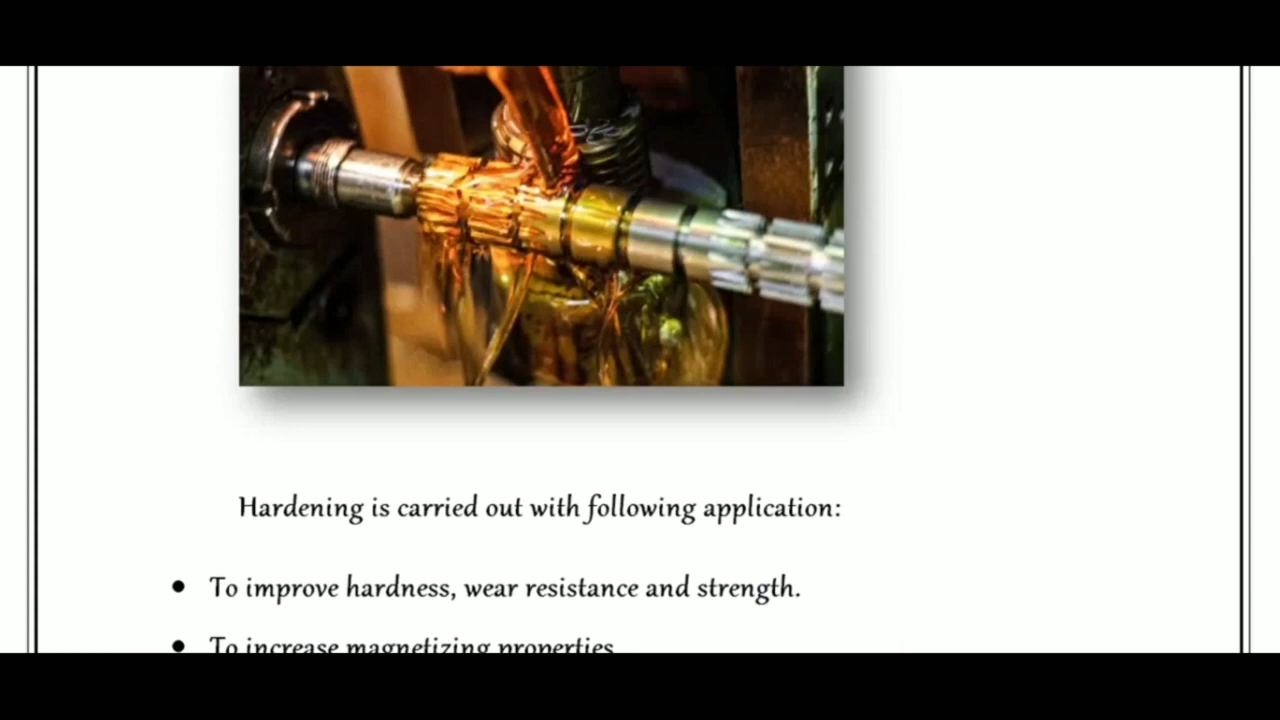 Hardening is carried out with following application:
• To improve hardness, wear resistance and strength.
• To increase magnetizing properties